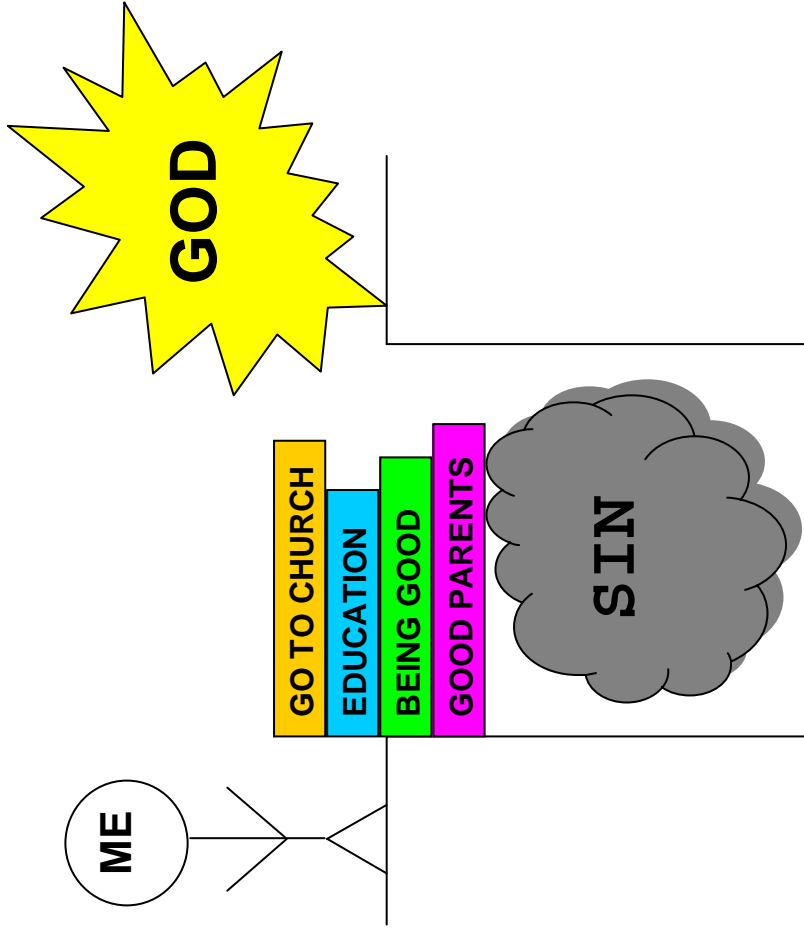 ME
GOD
GO TO CHURCH
EDUCATION
BEING GOOD
GOOD PARENTS
SIN